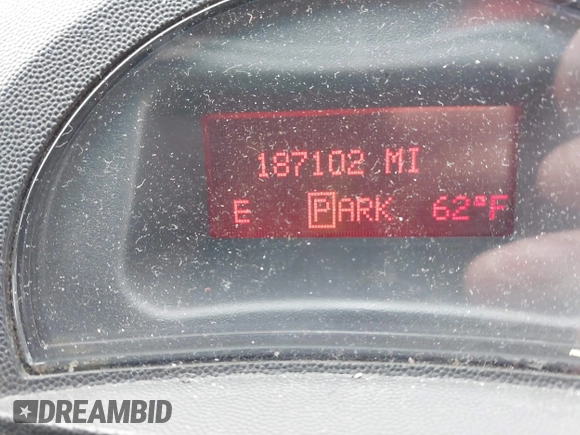 187102 MI
E PARK 62°F
DREAMBID